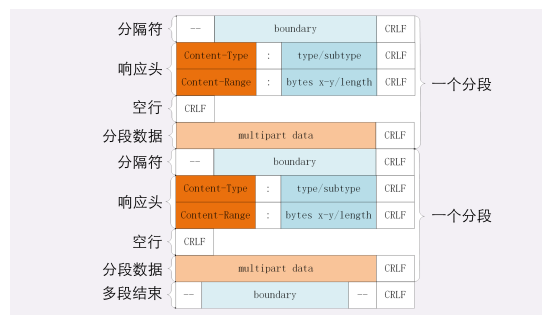 分隔符 -- boundary CRLF
响应头 Content-Type : type/subtype CRLF
Content-Range : bytes x-y/length CRLF 一个分段
空行 CRLF
分段数据 multipart data CRLF
分隔符 -- boundary CRLF
响应头 Content-Type : type/subtype CRLF
Content-Range : bytes x-y/length CRLF 一个分段
空行 CRLF
分段数据 multipart data CRLF
多段结束 -- boundary -- CRLF